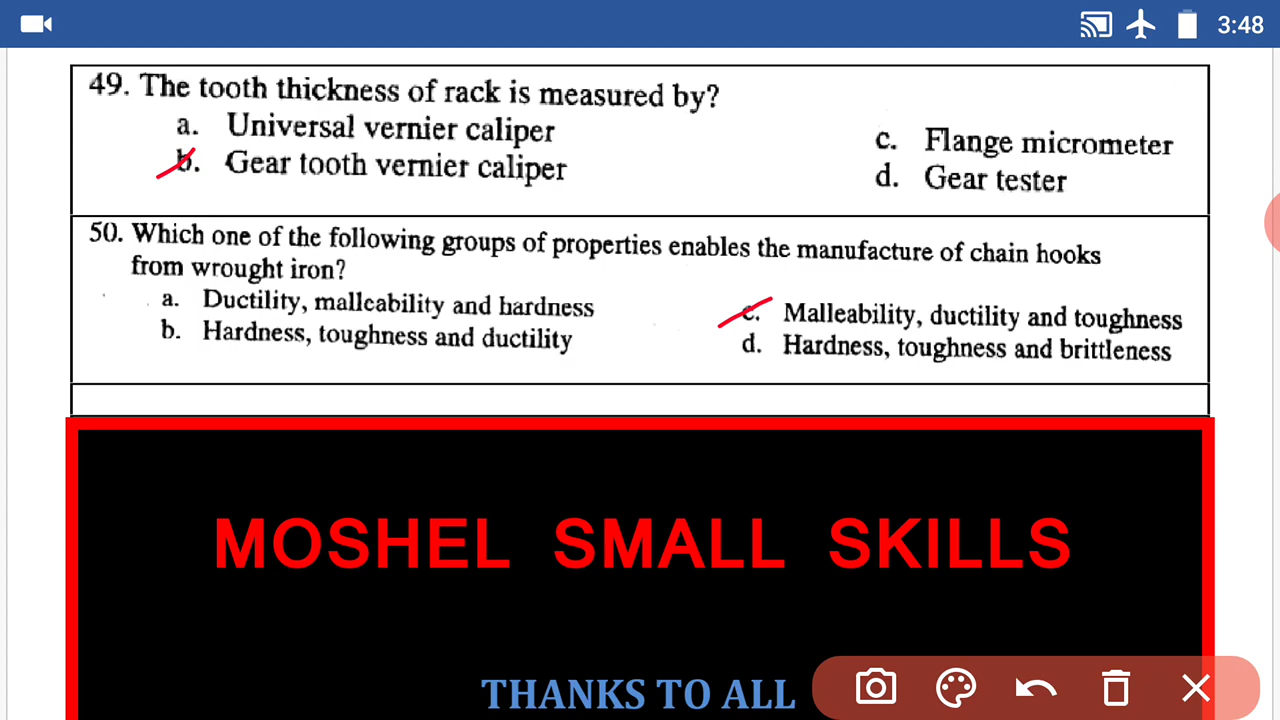 3:48
49. The tooth thickness of rack is measured by?
a. Universal vernier caliper
b. Gear tooth vernier caliper
c. Flange micrometer
d. Gear tester
50. Which one of the following groups of properties enables the manufacture of chain hooks
from wrought iron?
a. Ductility, malleability and hardness
b. Hardness, toughness and ductility
c. Malleability, ductility and toughness
d. Hardness, toughness and brittleness
MOSHEL SMALL SKILLS
THANKS TO ALL